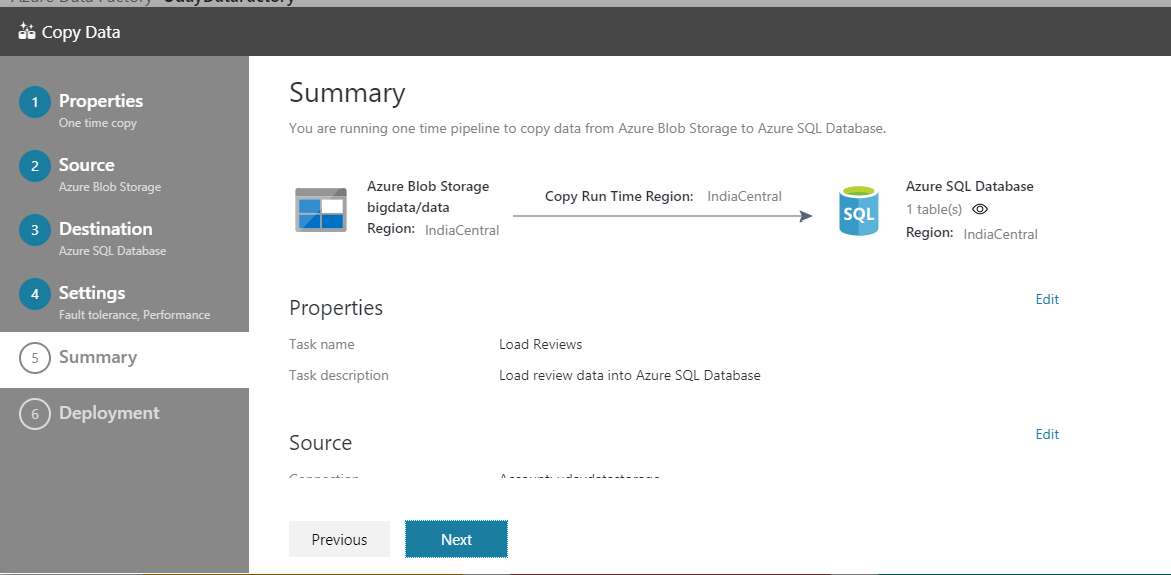 Azure Data Factory UdayDataFactory
Copy Data
1 Properties
One time copy
2 Source
Azure Blob Storage
3 Destination
Azure SQL Database
4 Settings
Fault tolerance, Performance
5 Summary
6 Deployment
Summary
You are running one time pipeline to copy data from Azure Blob Storage to Azure SQL Database.
Azure Blob Storage
bigdata/data
Region: IndiaCentral
Copy Run Time Region: IndiaCentral
SQL
Azure SQL Database
1 table(s)
Region: IndiaCentral
Properties
Edit
Task name Load Reviews
Task description Load review data into Azure SQL Database
Source
Edit
Connection Account: udaydatastorage
Previous
Next